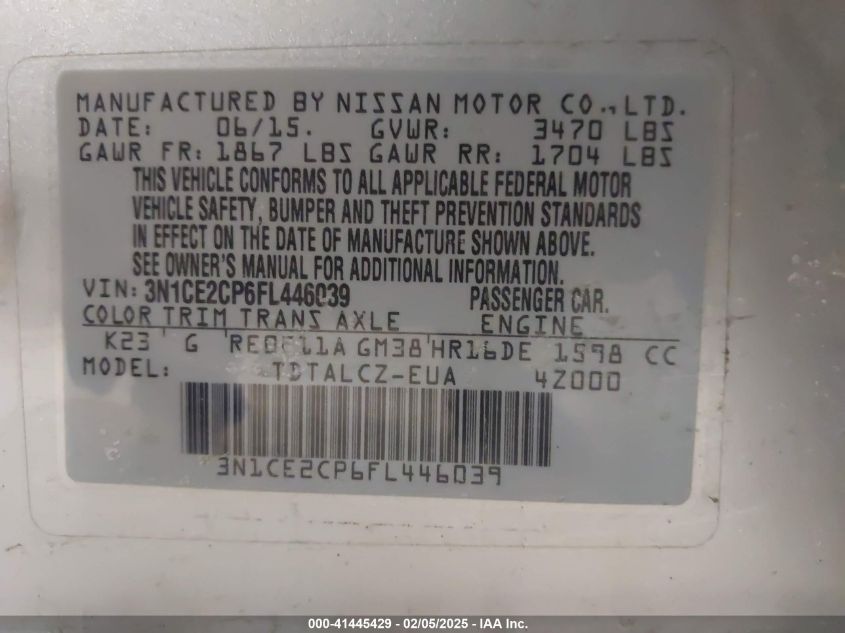 MANUFACTURED BY NISSAN MOTOR CO., LTD.
DATE: 06/15. GVWR: 3470 LBS
GAWR FR: 1867 LBS GAWR RR: 1704 LBS
THIS VEHICLE CONFORMS TO ALL APPLICABLE FEDERAL MOTOR
VEHICLE SAFETY, BUMPER AND THEFT PREVENTION STANDARDS
IN EFFECT ON THE DATE OF MANUFACTURE SHOWN ABOVE.
SEE OWNER'S MANUAL FOR ADDITIONAL INFORMATION.
VIN: 3N1CE2CP6FL446039 PASSENGER CAR.
COLOR TRIM TRANS AXLE ENGINE
K23 G GM38 HR16DE 1598 CC
MODEL: 4Z000
3N1CE2CP6FL446039
000-41445429 - 02/05/2025 - IAA Inc.